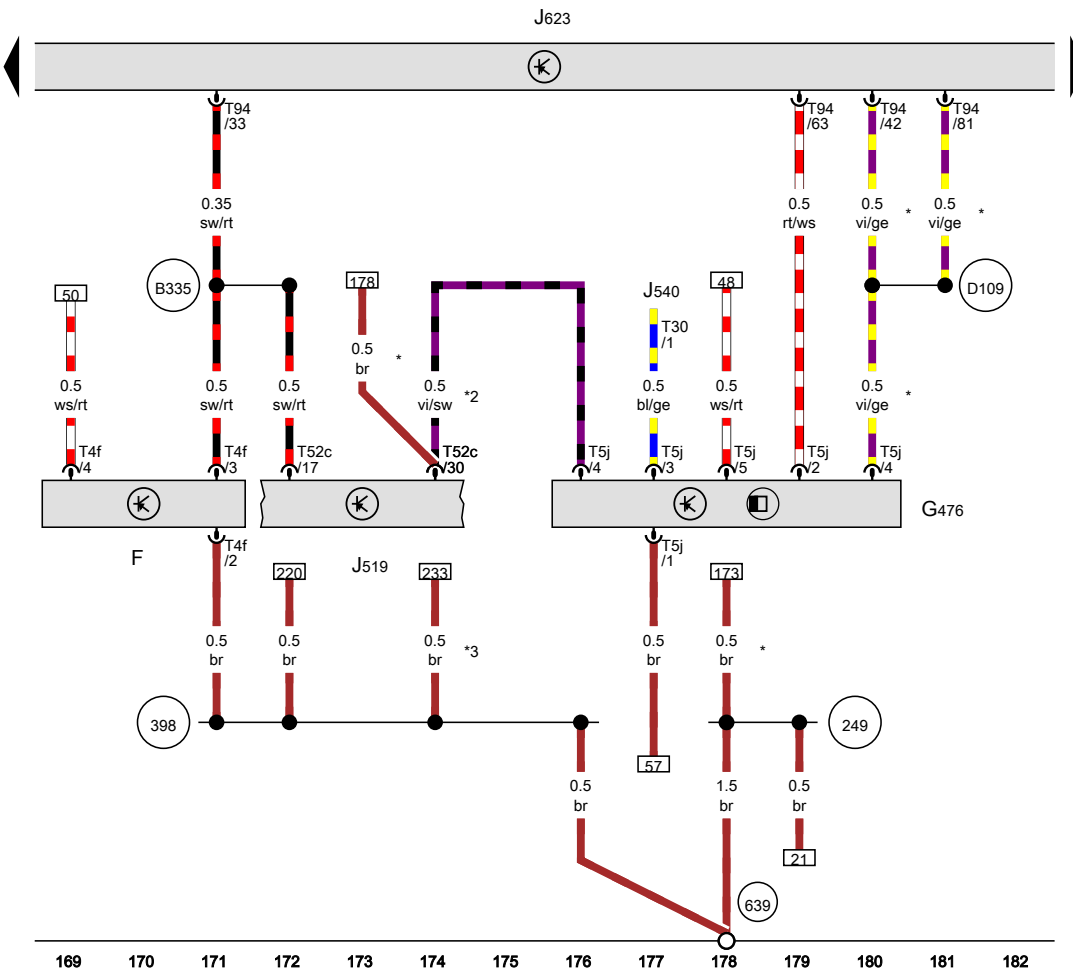 J623
T94
/33
T94
/63
T94
/42
T94
/81
0.35
sw/rt
0.5
rt/ws
0.5
vi/ge
*
0.5
vi/ge
*
B335
178
J540
48
D109
50
T30
/1
0.5
ws/rt
0.5
sw/rt
0.5
sw/rt
0.5
br
*
0.5
vi/sw
*2
0.5
bl/ge
0.5
ws/rt
0.5
vi/ge
*
T4f
/4
T4f
/3
T52c
/17
T52c
/30
T5j
/4
T5j
/3
T5j
/5
T5j
/2
T5j
/4
G476
F
T4f
/2
J519
T5j
/1
220
233
173
0.5
br
0.5
br
0.5
br
*3
0.5
br
0.5
br
*
398
249
57
0.5
br
1.5
br
0.5
br
21
639
169 170 171 172 173 174 175 176 177 178 179 180 181 182